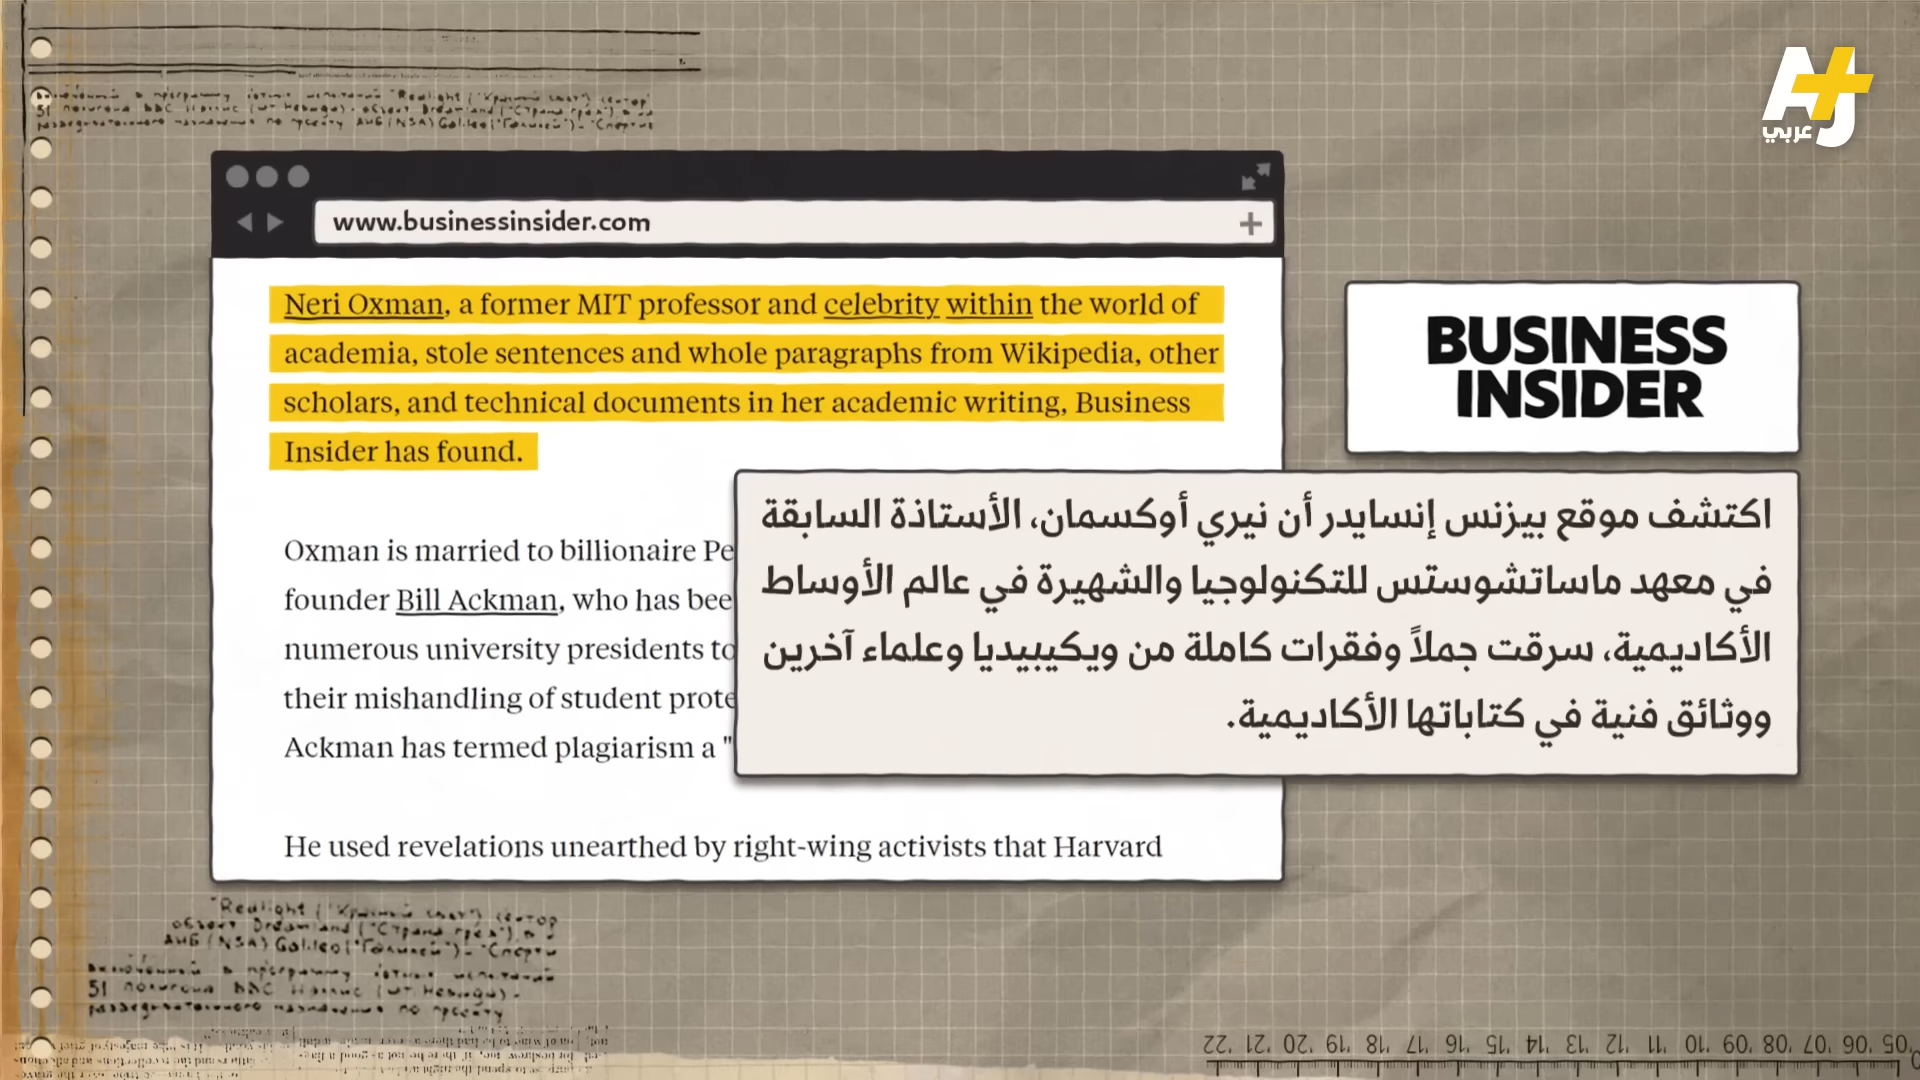 عربي
www.businessinsider.com
Neri Oxman, a former MIT professor and celebrity within the world of
academia, stole sentences and whole paragraphs from Wikipedia, other
scholars, and technical documents in her academic writing, Business
Insider has found.
Oxman is married to billionaire Pe
founder Bill Ackman, who has bee
numerous university presidents to
their mishandling of student prote
Ackman has termed plagiarism a "
He used revelations unearthed by right-wing activists that Harvard
BUSINESS
INSIDER
اكتشف موقع بيزنس إنسايدر أن نيري أوكسمان، الأستاذة السابقة
في معهد ماساتشوستس للتكنولوجيا والشهيرة في عالم الأوساط
الأكاديمية، سرقت جملاً وفقرات كاملة من ويكيبيديا وعلماء آخرين
ووثائق فنية في كتاباتها الأكاديمية.